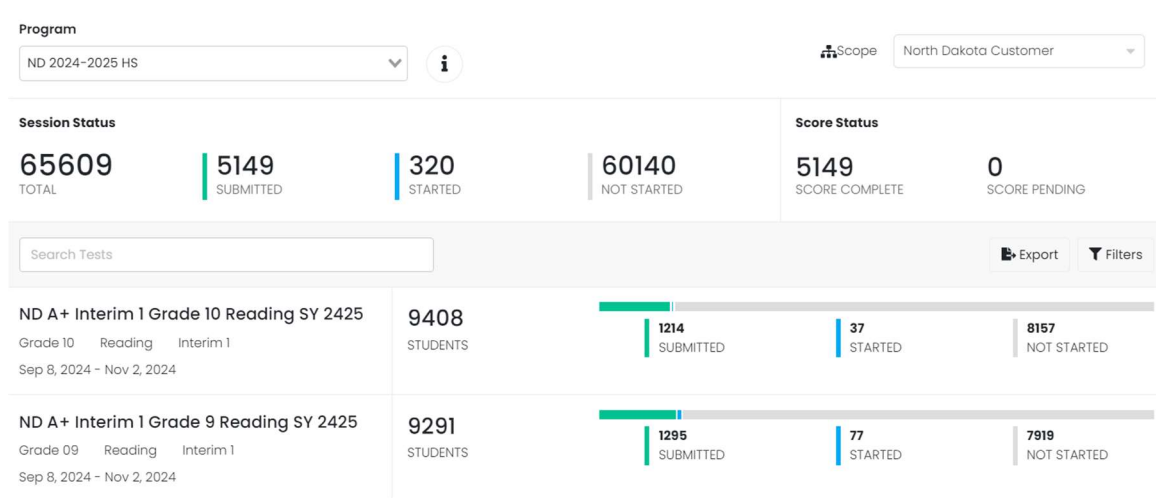 Program
ND 2024-2025 HS
i
Scope
North Dakota Customer
Session Status
65609
TOTAL
5149
SUBMITTED
320
STARTED
60140
NOT STARTED
Score Status
5149
SCORE COMPLETE
0
SCORE PENDING
Search Tests
Export
Filters
ND A+ Interim 1 Grade 10 Reading SY 2425
Grade 10 Reading Interim 1
Sep 8, 2024 - Nov 2, 2024
9408
STUDENTS
1214
SUBMITTED
37
STARTED
8157
NOT STARTED
ND A+ Interim 1 Grade 9 Reading SY 2425
Grade 09 Reading Interim 1
Sep 8, 2024 - Nov 2, 2024
9291
STUDENTS
1295
SUBMITTED
77
STARTED
7919
NOT STARTED